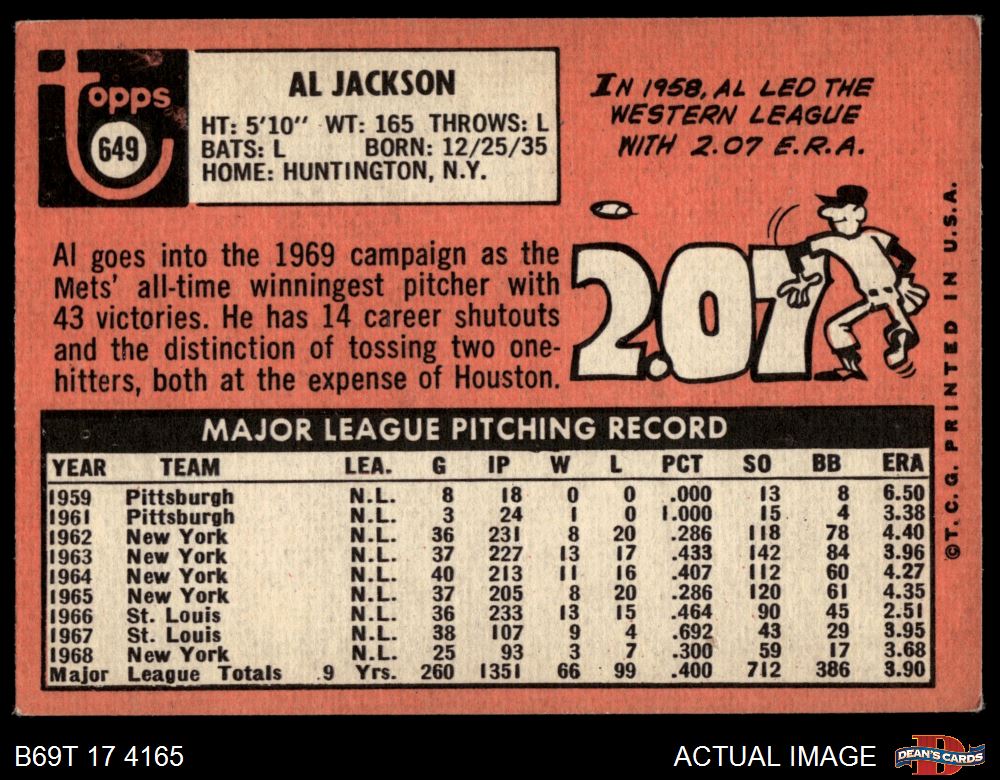 Topps
649
AL JACKSON
HT: 5'10" WT: 165 THROWS: L
BATS: L BORN: 12/25/35
HOME: HUNTINGTON, N.Y.
IN 1958, AL LED THE
WESTERN LEAGUE
WITH 2.07 E.R.A.
2.07
Al goes into the 1969 campaign as the
Mets' all-time winningest pitcher with
43 victories. He has 14 career shutouts
and the distinction of tossing two one-
hitters, both at the expense of Houston.
MAJOR LEAGUE PITCHING RECORD
YEAR TEAM LEA. G IP W L PCT SO BB ERA
1959 Pittsburgh N.L. 8 18 0 0 .000 13 8 6.50
1961 Pittsburgh N.L. 3 24 1 0 1.000 15 4 3.38
1962 New York N.L. 36 231 8 20 .286 118 78 4.40
1963 New York N.L. 37 227 13 17 .433 142 84 3.96
1964 New York N.L. 40 213 11 16 .407 112 60 4.27
1965 New York N.L. 37 205 8 20 .286 120 61 4.35
1966 St. Louis N.L. 36 233 13 15 .464 90 45 2.51
1967 St. Louis N.L. 38 107 9 4 .692 43 29 3.95
1968 New York N.L. 25 93 3 7 .300 59 17 3.68
Major League Totals 9 Yrs. 260 1351 66 99 .400 712 386 3.90
©T.C.G. PRINTED IN U.S.A.
B69T 17 4165
ACTUAL IMAGE
DEAN'S CARDS